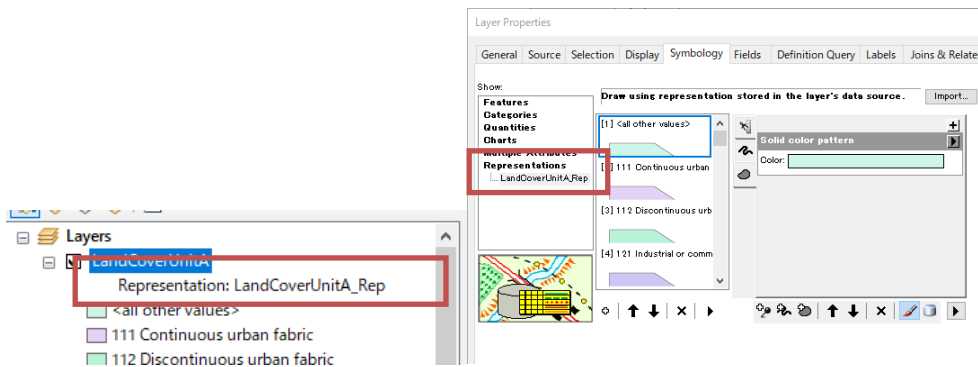 Layer Properties
General Source Selection Display Symbology Fields Definition Query Labels Joins & Relate
Show:
Features
Categories
Quantities
Charts
Multiple Attributes
Representations
LandCoverUnitA_Rep
Draw using representation stored in the layer's data source.
Import...
[1] <all other values>
111 Continuous urban
[3] 112 Discontinuous urb
[4] 121 Industrial or comm
Solid color pattern
Color:
Layers
LandCoverUnitA
Representation: LandCoverUnitA_Rep
<all other values>
111 Continuous urban fabric
112 Discontinuous urban fabric